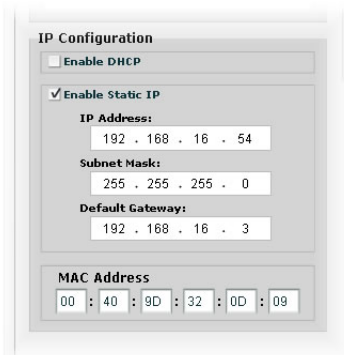 IP Configuration
Enable DHCP
Enable Static IP
IP Address:
192 . 168 . 16 . 54
Subnet Mask:
255 . 255 . 255 . 0
Default Gateway:
192 . 168 . 16 . 3
MAC Address
00 : 40 : 9D : 32 : 0D : 09